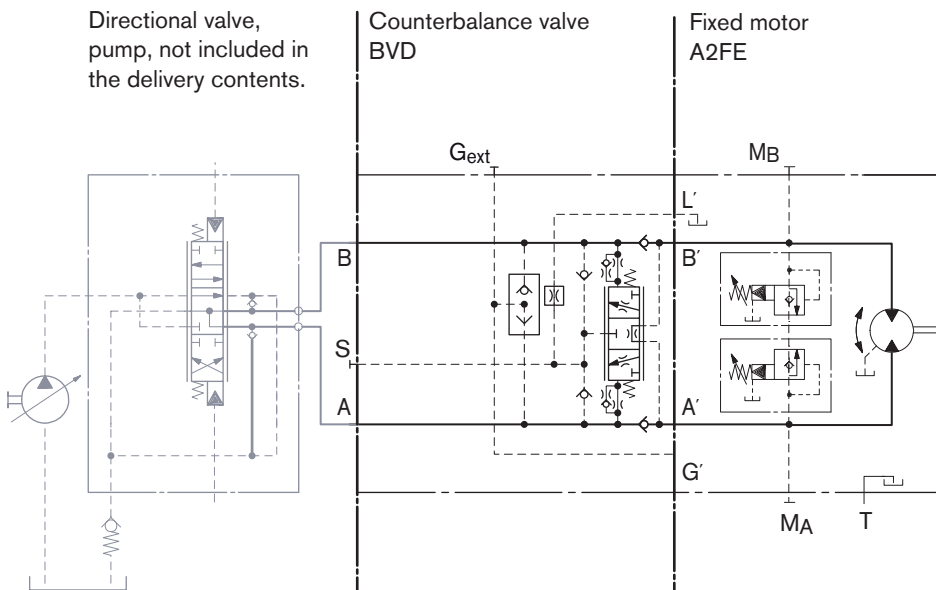 Directional valve,
pump, not included in
the delivery contents.
Counterbalance valve
BVD
Fixed motor
A2FE
Gext
MB
L′
B
B′
S
A
A′
G′
MA
T